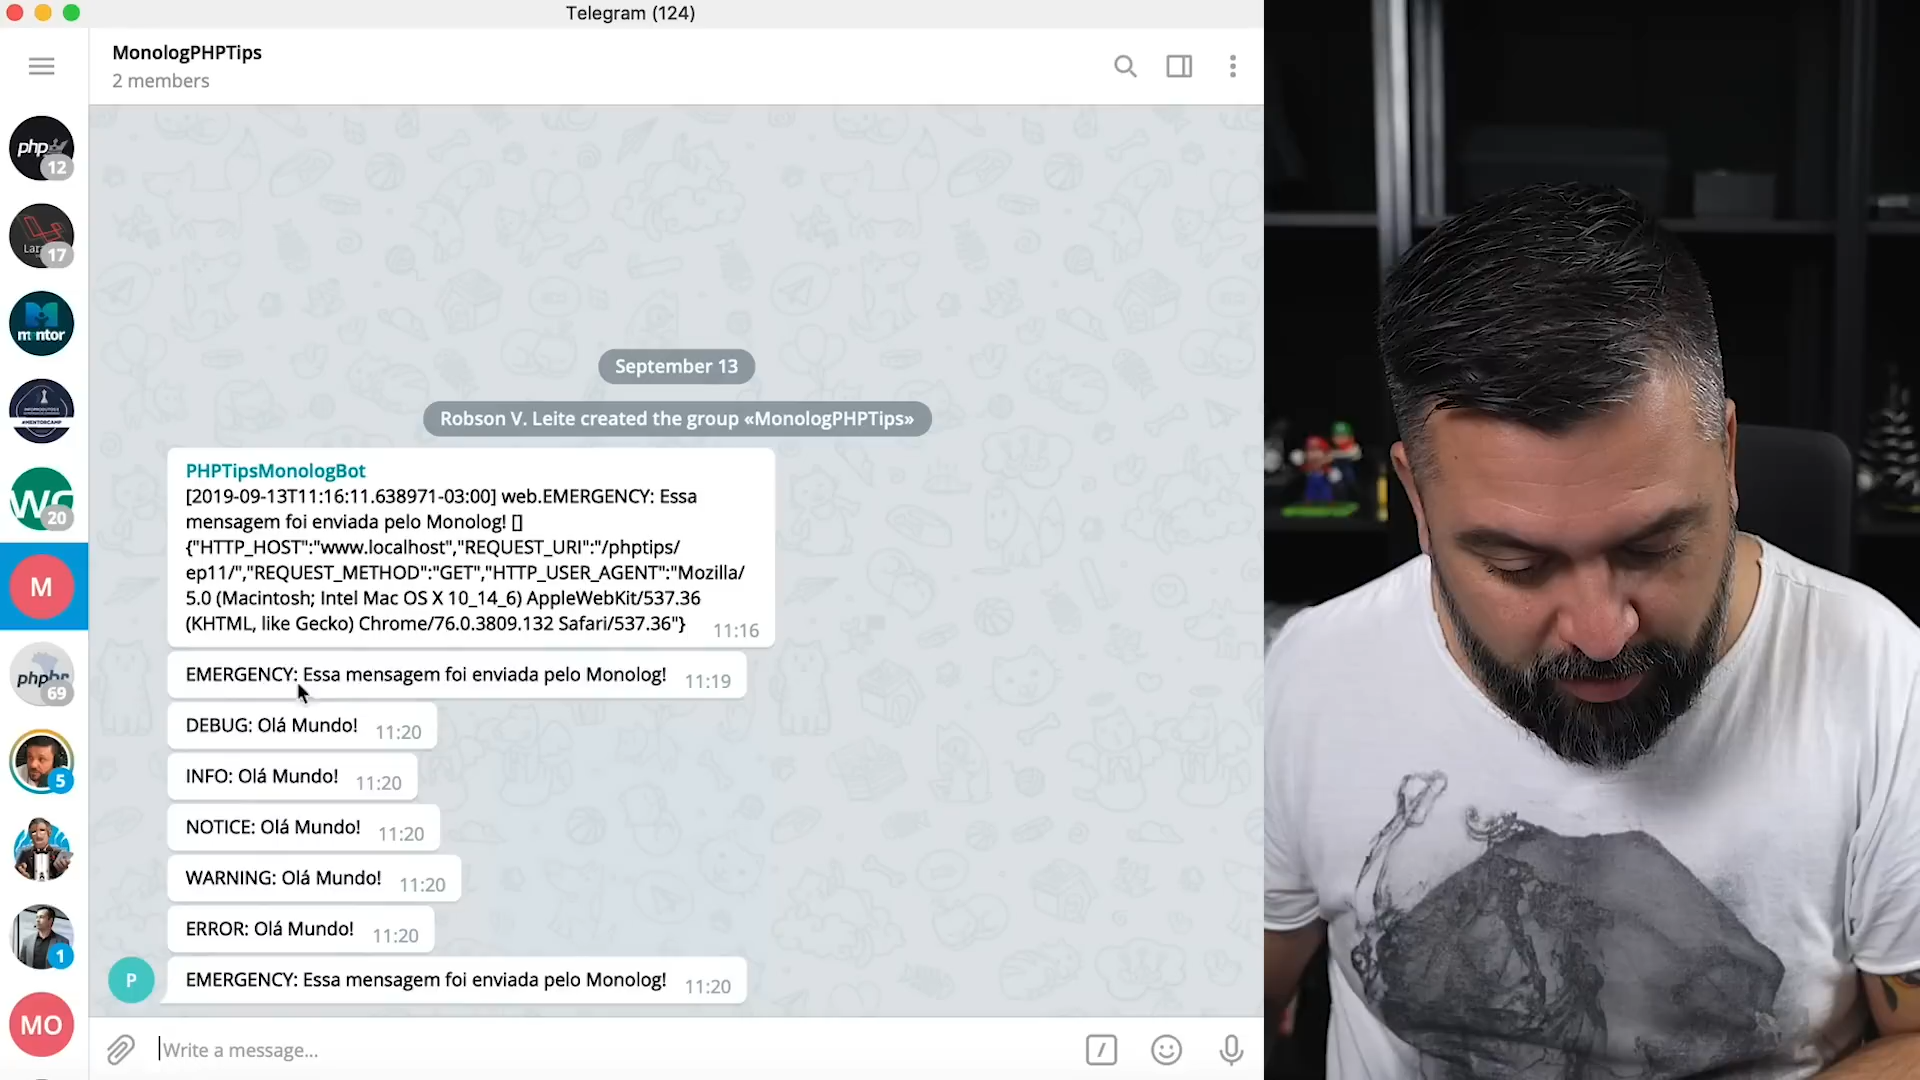 Telegram (124)
MonologPHPTips
2 members
php
12
Lara
17
mentor
#MENTORCAMP
WC
20
M
phpbr
69
5
1
MO
September 13
Robson V. Leite created the group «MonologPHPTips»
PHPTipsMonologBot
[2019-09-13T11:16:11.638971-03:00] web.EMERGENCY: Essa
mensagem foi enviada pelo Monolog! []
{"HTTP_HOST":"www.localhost","REQUEST_URI":"/phptips/
ep11/","REQUEST_METHOD":"GET","HTTP_USER_AGENT":"Mozilla/
5.0 (Macintosh; Intel Mac OS X 10_14_6) AppleWebKit/537.36
(KHTML, like Gecko) Chrome/76.0.3809.132 Safari/537.36"} 11:16
EMERGENCY: Essa mensagem foi enviada pelo Monolog! 11:19
DEBUG: Olá Mundo! 11:20
INFO: Olá Mundo! 11:20
NOTICE: Olá Mundo! 11:20
WARNING: Olá Mundo! 11:20
ERROR: Olá Mundo! 11:20
P
EMERGENCY: Essa mensagem foi enviada pelo Monolog! 11:20
Write a message...